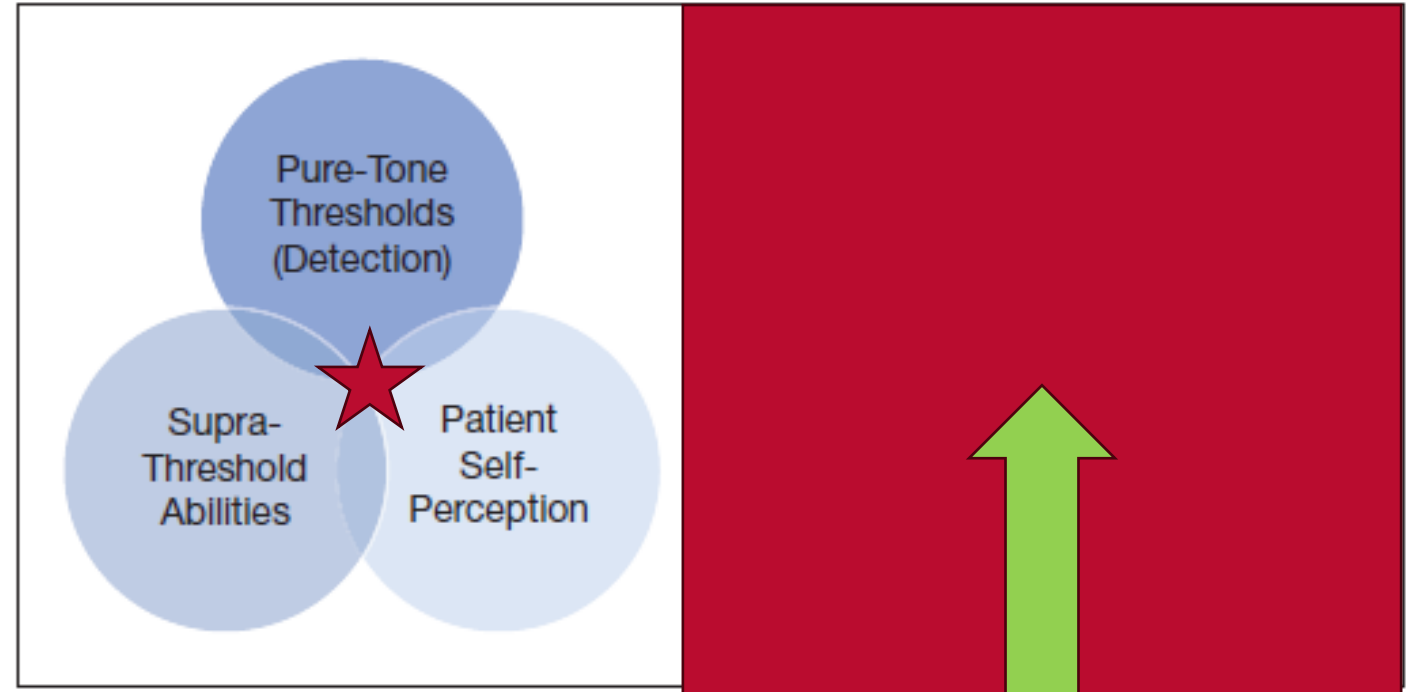 Pure-Tone
Thresholds
(Detection)
Supra-
Threshold
Abilities
Patient
Self-
Perception